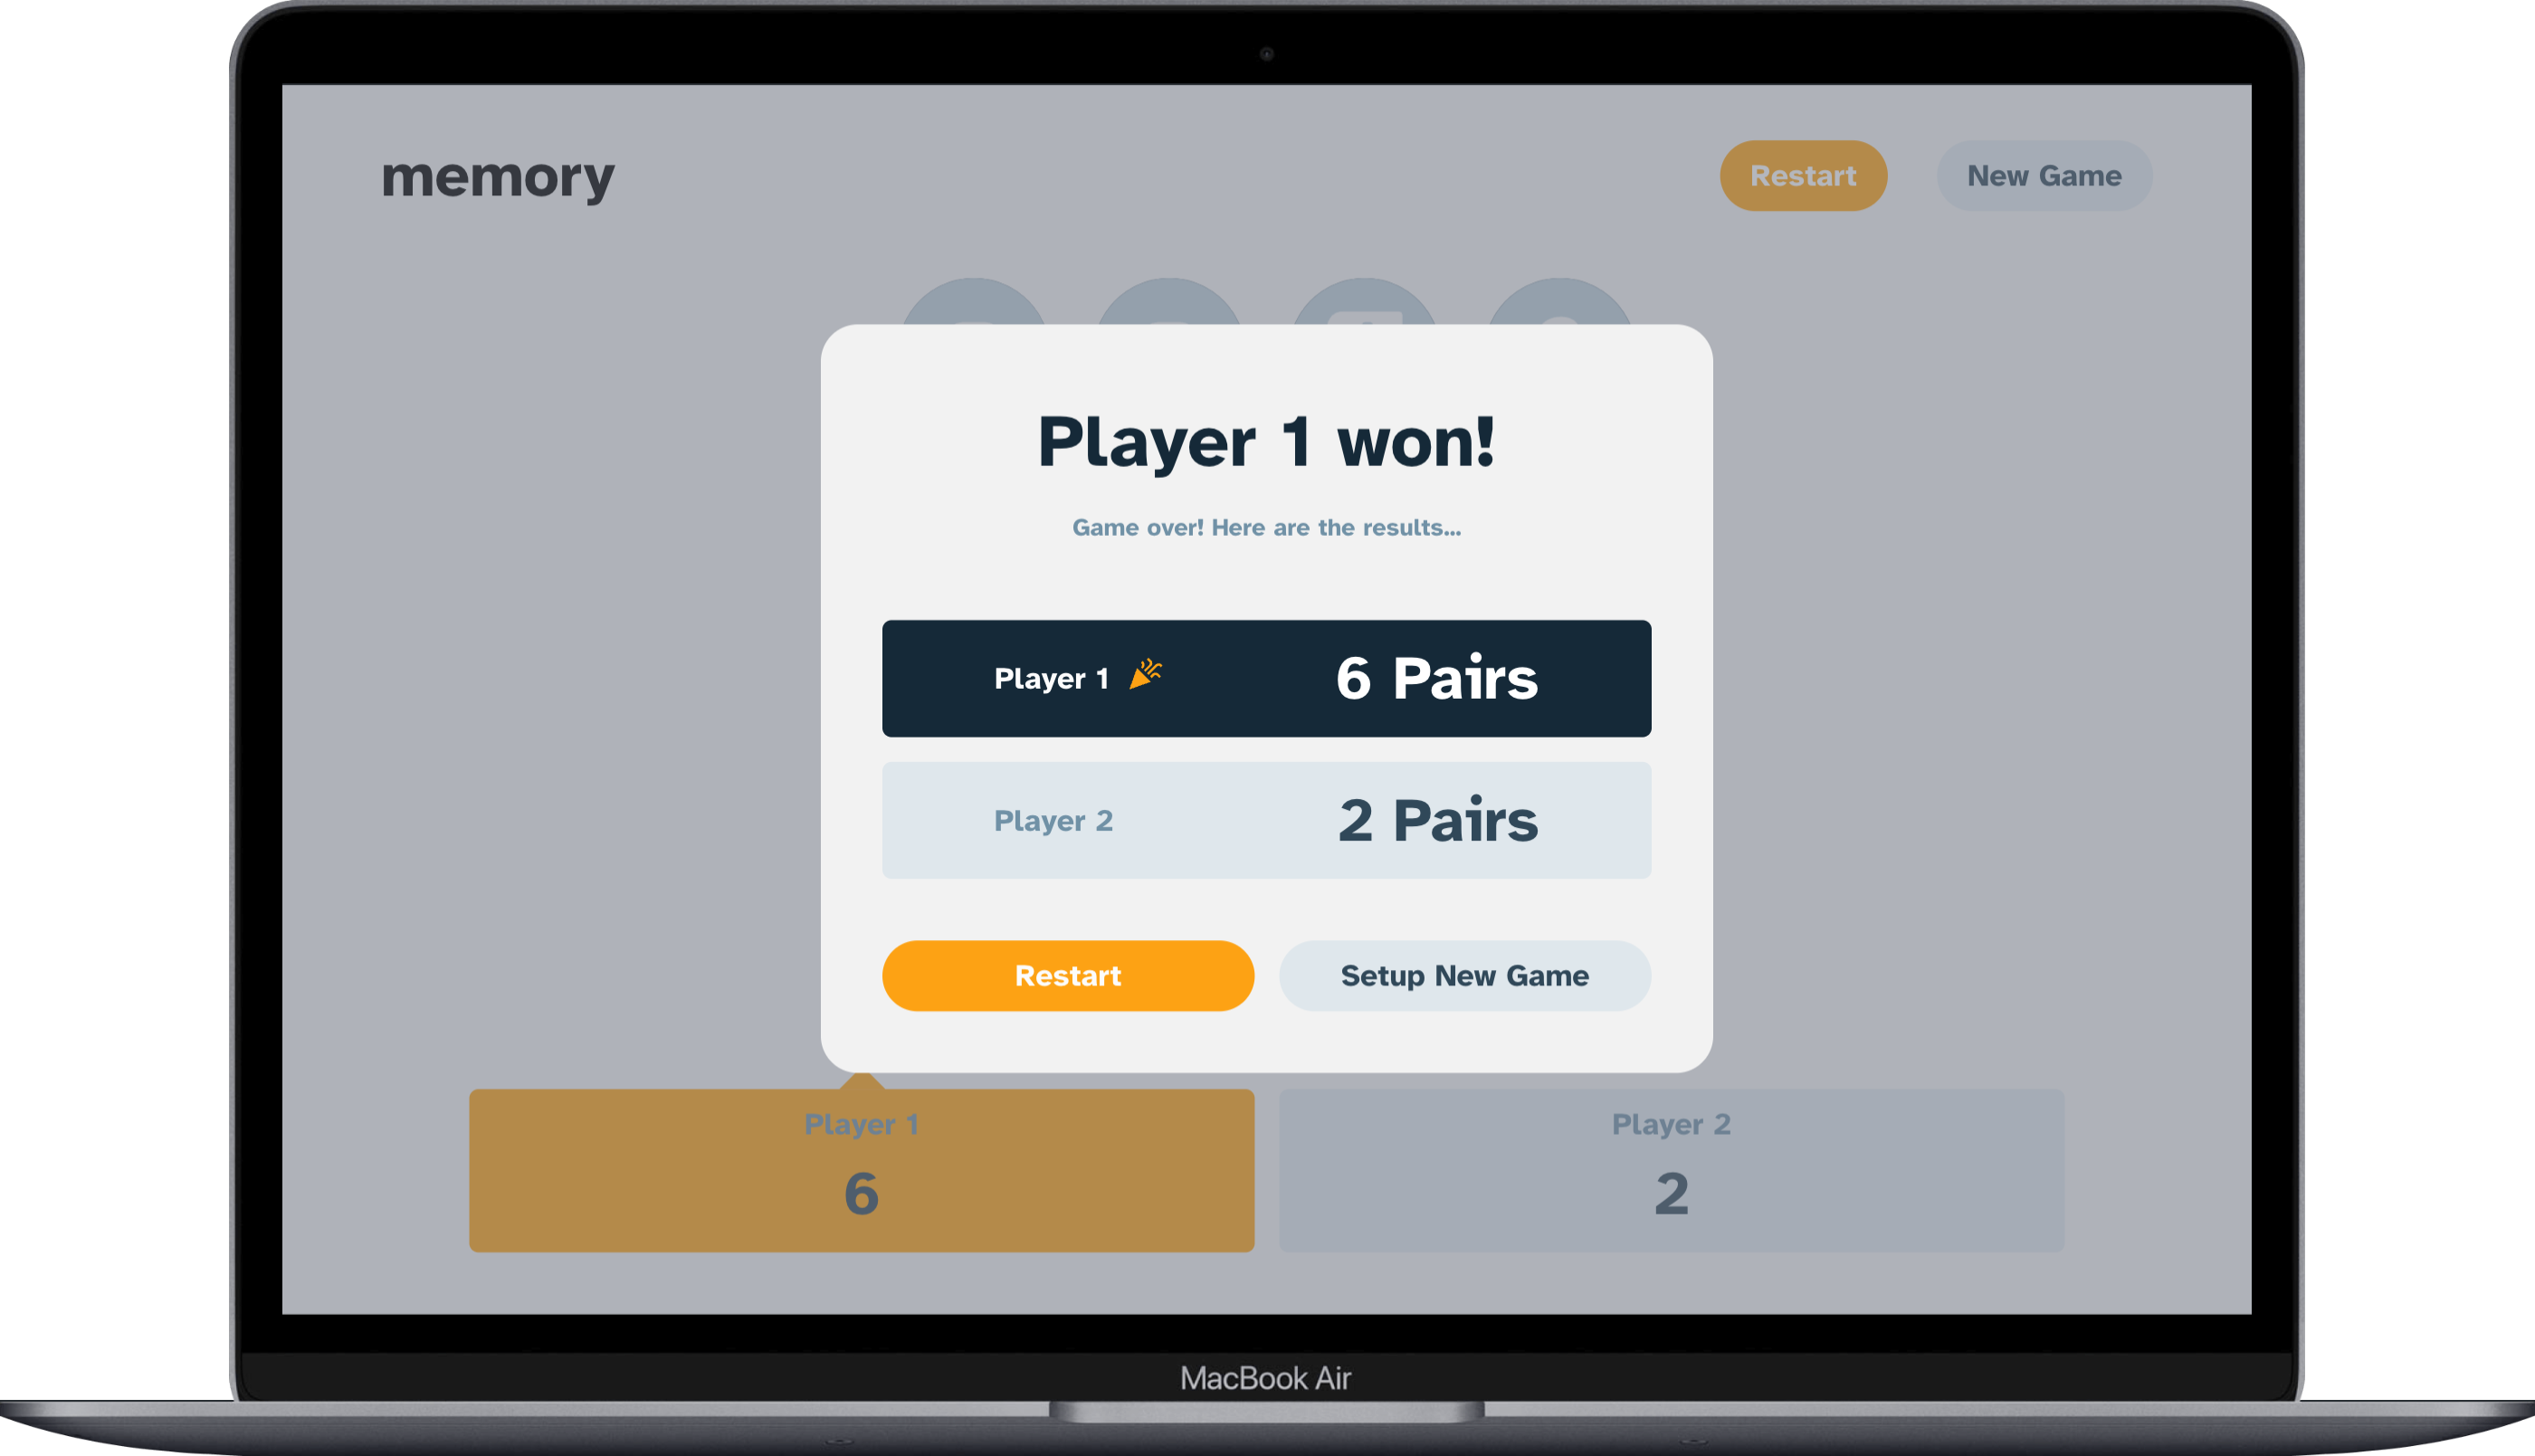 memory
Restart
New Game
Player 1 won!
Game over! Here are the results...
Player 1
6 Pairs
Player 2
2 Pairs
Restart
Setup New Game
Player 1
6
Player 2
2
MacBook Air